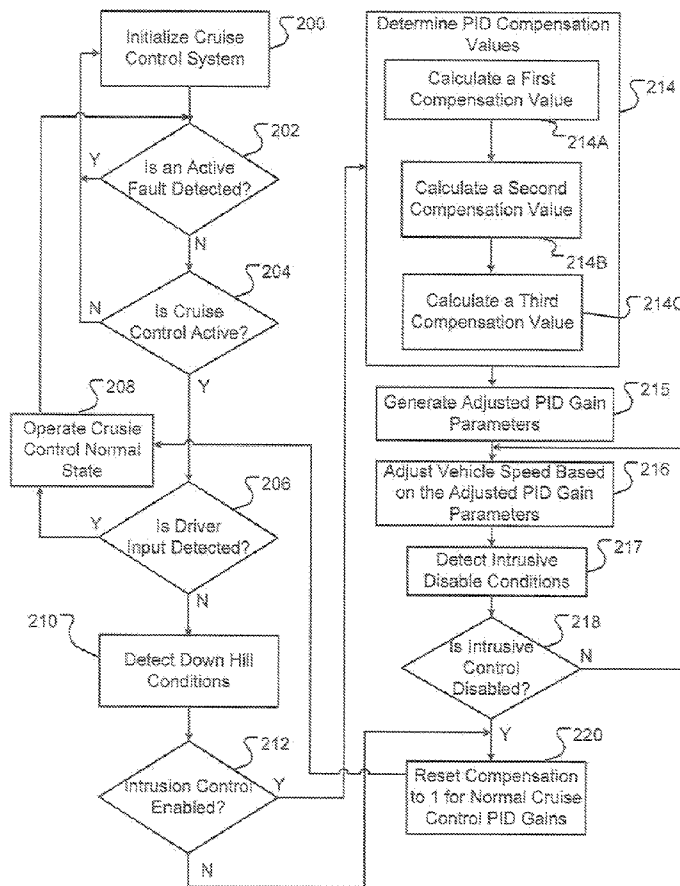 Initialize Cruise
Control System
200
202
Y
Is an Active
Fault Detected?
N
204
N
Is Cruise
Control Active?
Y
208
Operate Crusie
Control Normal
State
206
Y
Is Driver
Input Detected?
N
210
Detect Down Hill
Conditions
212
Intrusion Control
Enabled?
Y
N
Determine PID Compensation
Values
214
Calculate a First
Compensation Value
214A
Calculate a Second
Compensation Value
214B
Calculate a Third
Compensation Value
214C
Generate Adjusted PID Gain
Parameters
215
Adjust Vehicle Speed Based
on the Adjusted PID Gain
Parameters
216
Detect Intrusive
Disable Conditions
217
218
Is Intrusive
Control
Disabled?
N
Y
220
Reset Compensation
to 1 for Normal Cruise
Control PID Gains